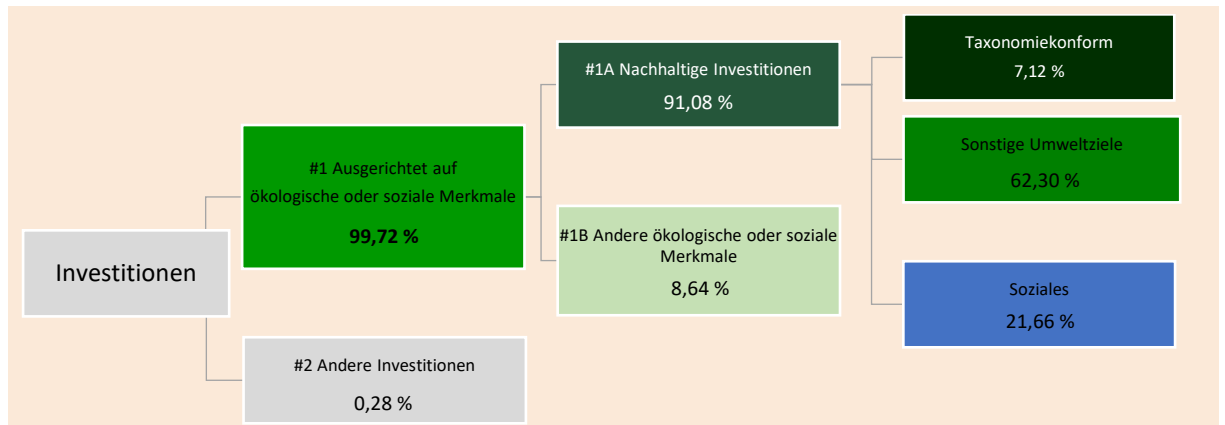 Investitionen
#1 Ausgerichtet auf
ökologische oder soziale Merkmale
99,72 %
#2 Andere Investitionen
0,28 %
#1A Nachhaltige Investitionen
91,08 %
#1B Andere ökologische oder soziale
Merkmale
8,64 %
Taxonomiekonform
7,12 %
Sonstige Umweltziele
62,30 %
Soziales
21,66 %